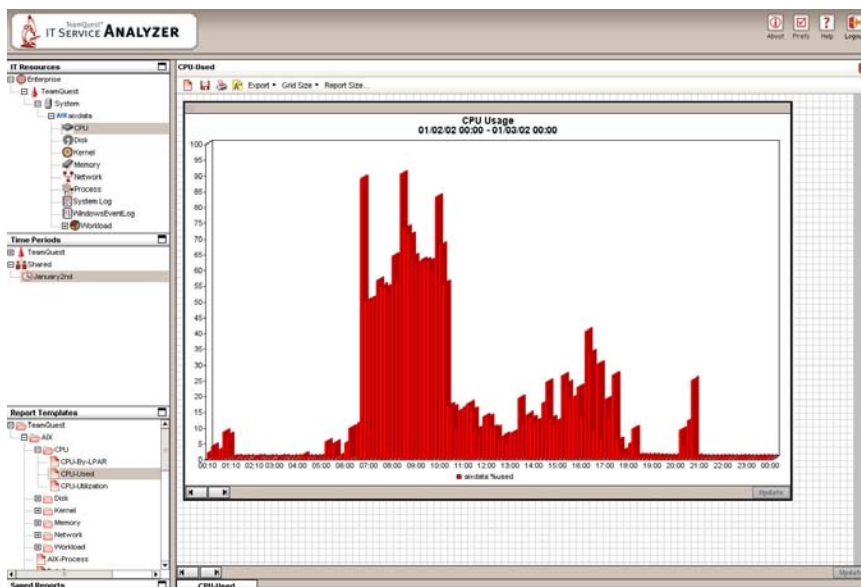 TeamQuest®
IT SERVICE ANALYZER
About
Prefs
Help
Logout
IT Resources
Enterprise
TeamQuest
System
AIX aixdata
CPU
Disk
Kernel
Memory
Network
Process
System Log
WindowsEventLog
Workload
Time Periods
TeamQuest
Shared
January2nd
Report Templates
TeamQuest
AIX
CPU
CPU-By-LPAR
CPU-Used
CPU-Utilization
Disk
Kernel
Memory
Network
Workload
AIX-Process
Saved Reports
CPU-Used
Export
Grid Size
Report Size...
CPU Usage
01/02/02 00:00 - 01/03/02 00:00
100
95
90
85
80
75
70
65
60
55
50
45
40
35
30
25
20
15
10
5
0
00:10 01:10 02:10 03:00 04:00 05:00 06:00 07:00 08:00 09:00 10:00 11:00 12:00 13:00 14:00 15:00 16:00 17:00 18:00 19:00 20:00 21:00 22:00 23:00 00:00
aixdata %used
Update
Update
CPU-Used